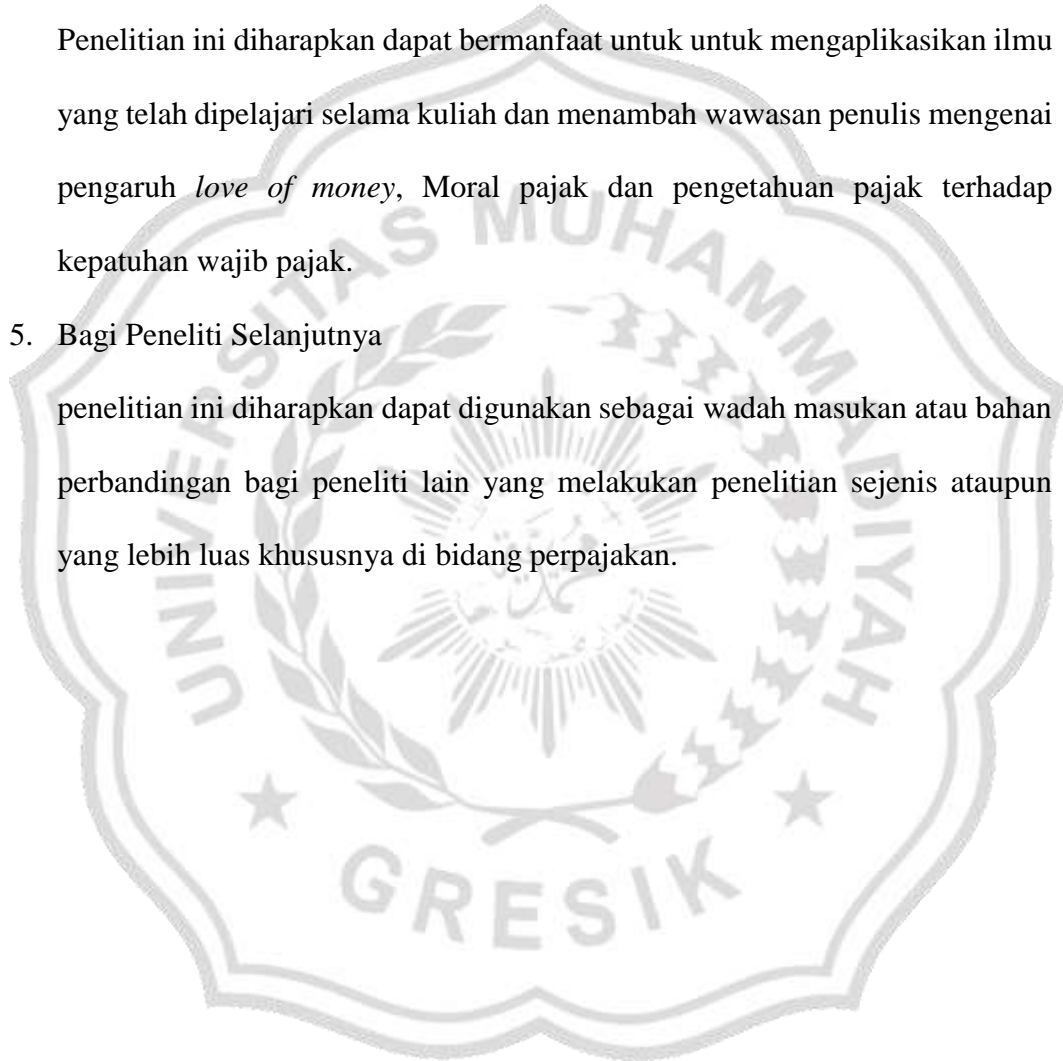 Penelitian ini diharapkan dapat bermanfaat untuk untuk mengaplikasikan ilmu
yang telah dipelajari selama kuliah dan menambah wawasan penulis mengenai
pengaruh love of money, Moral pajak dan pengetahuan pajak terhadap
kepatuhan wajib pajak.
5. Bagi Peneliti Selanjutnya
penelitian ini diharapkan dapat digunakan sebagai wadah masukan atau bahan
perbandingan bagi peneliti lain yang melakukan penelitian sejenis ataupun
yang lebih luas khususnya di bidang perpajakan.
UNIVERSITAS MUHAMMADIYAH
GRESIK